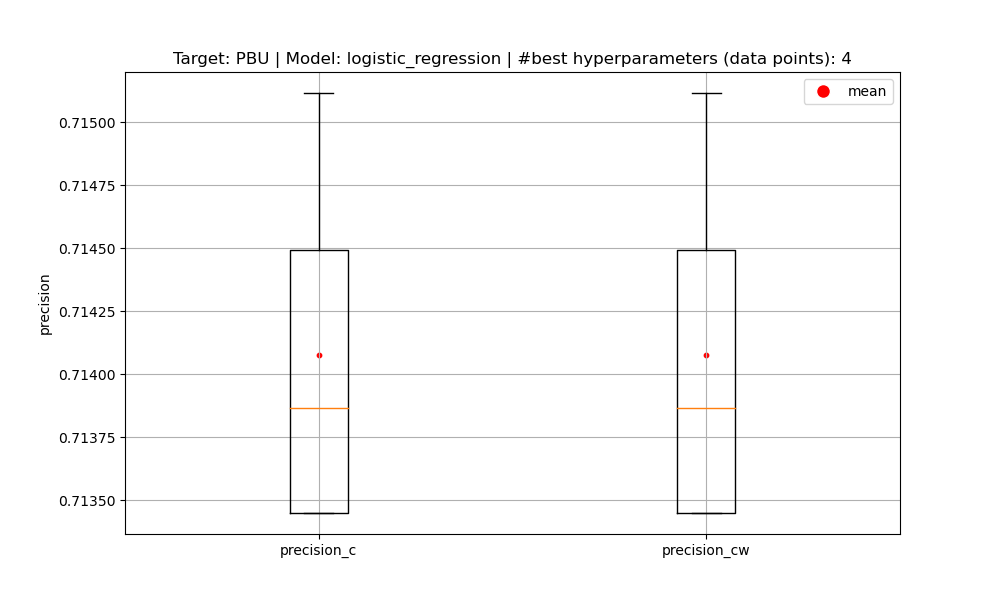 Target: PBU | Model: logistic_regression | #best hyperparameters (data points): 4
mean
0.71500
0.71475
0.71450
0.71425
0.71400
0.71375
0.71350
precision
precision_c
precision_cw